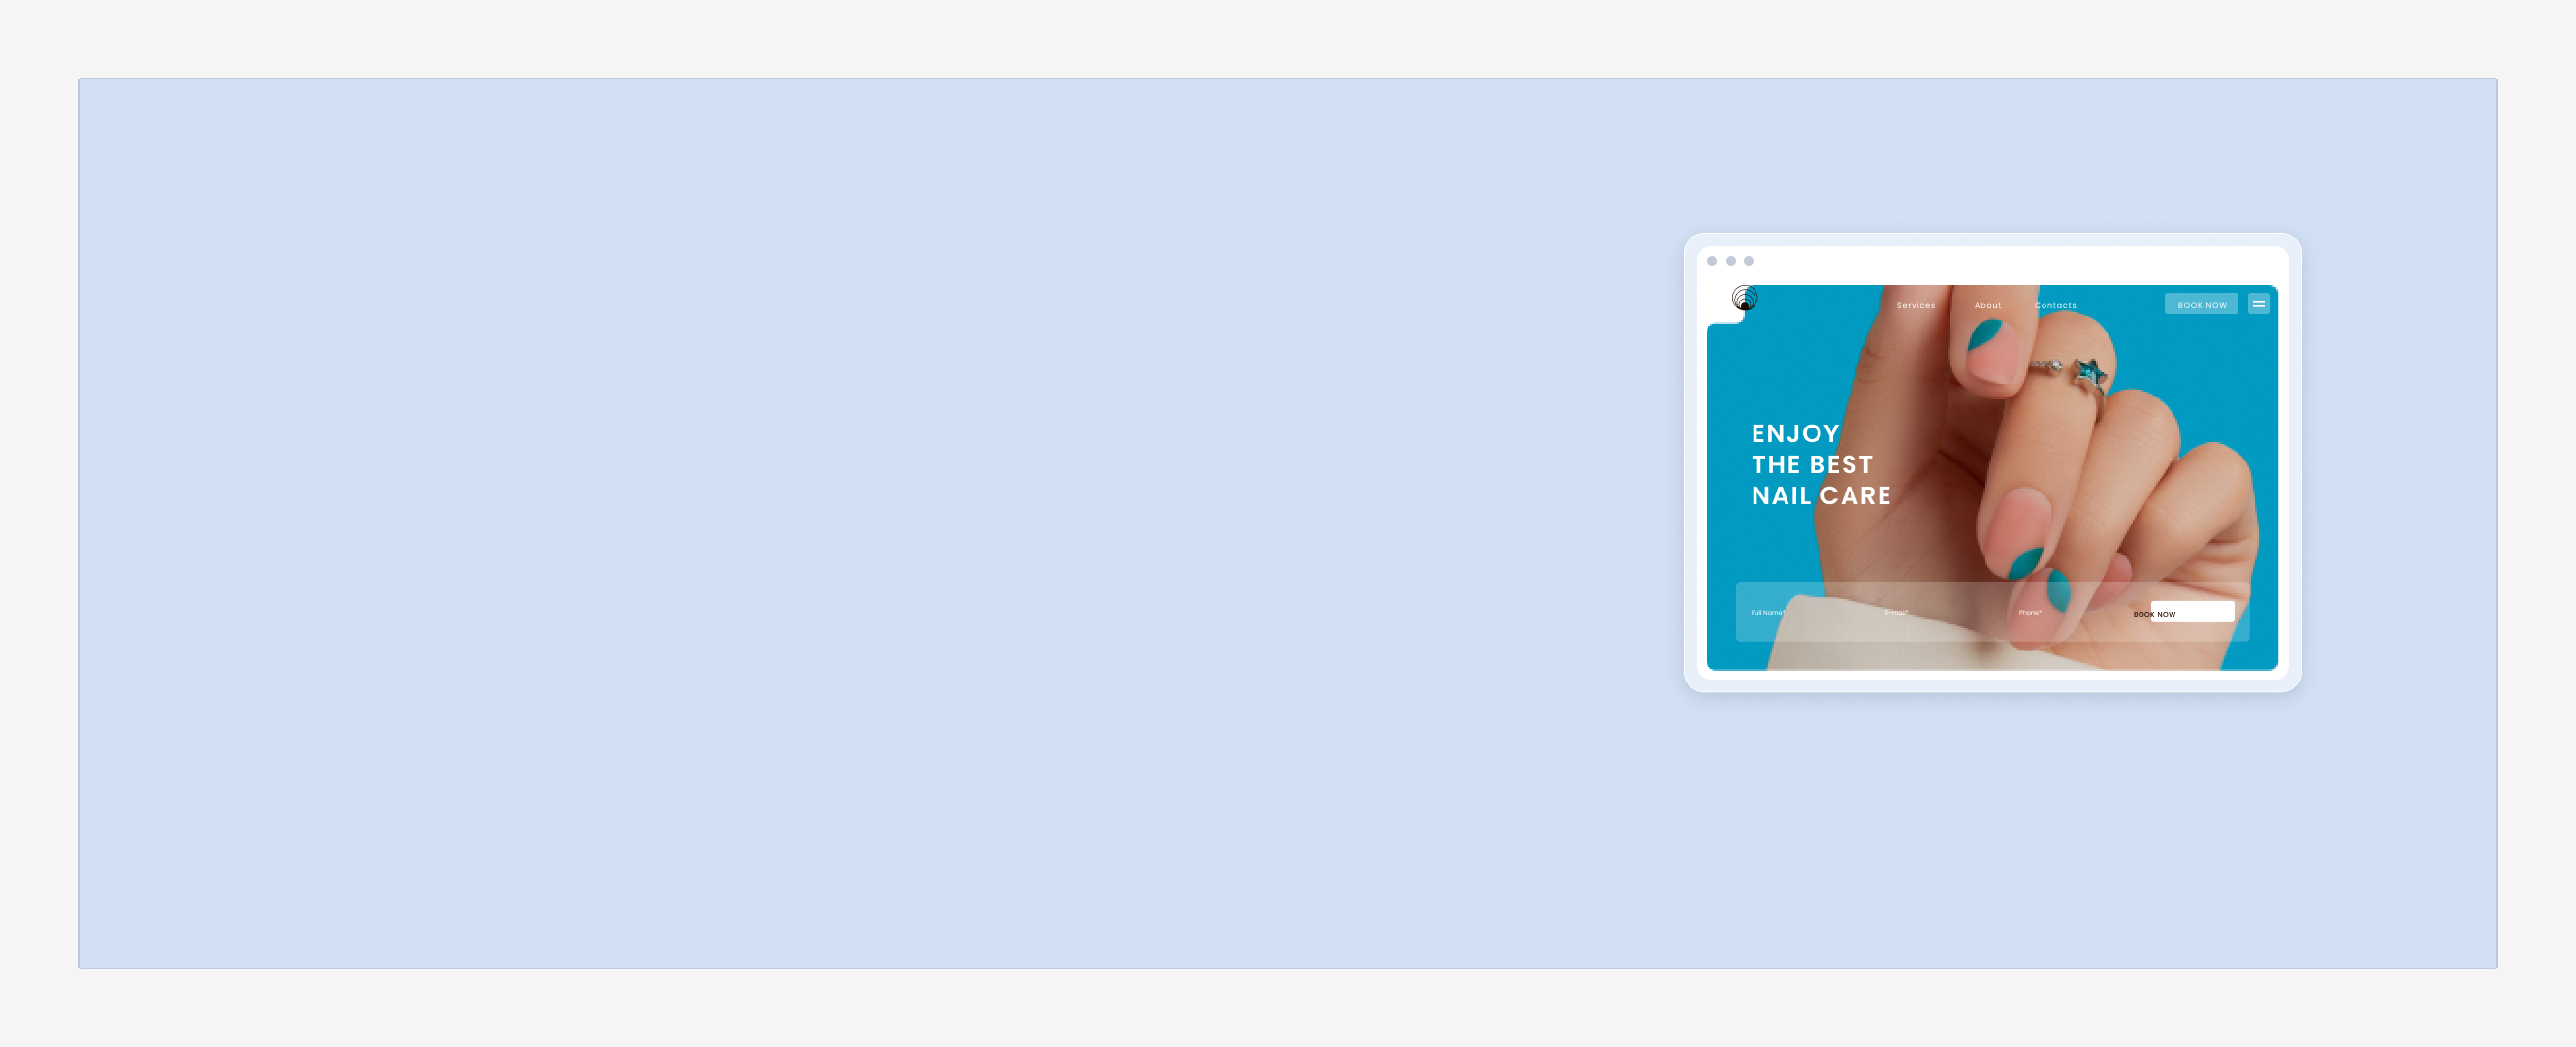 Services
About
Contacts
BOOK NOW
ENJOY
THE BEST
NAIL CARE
Full Name*
E-mail*
Phone*
BOOK NOW